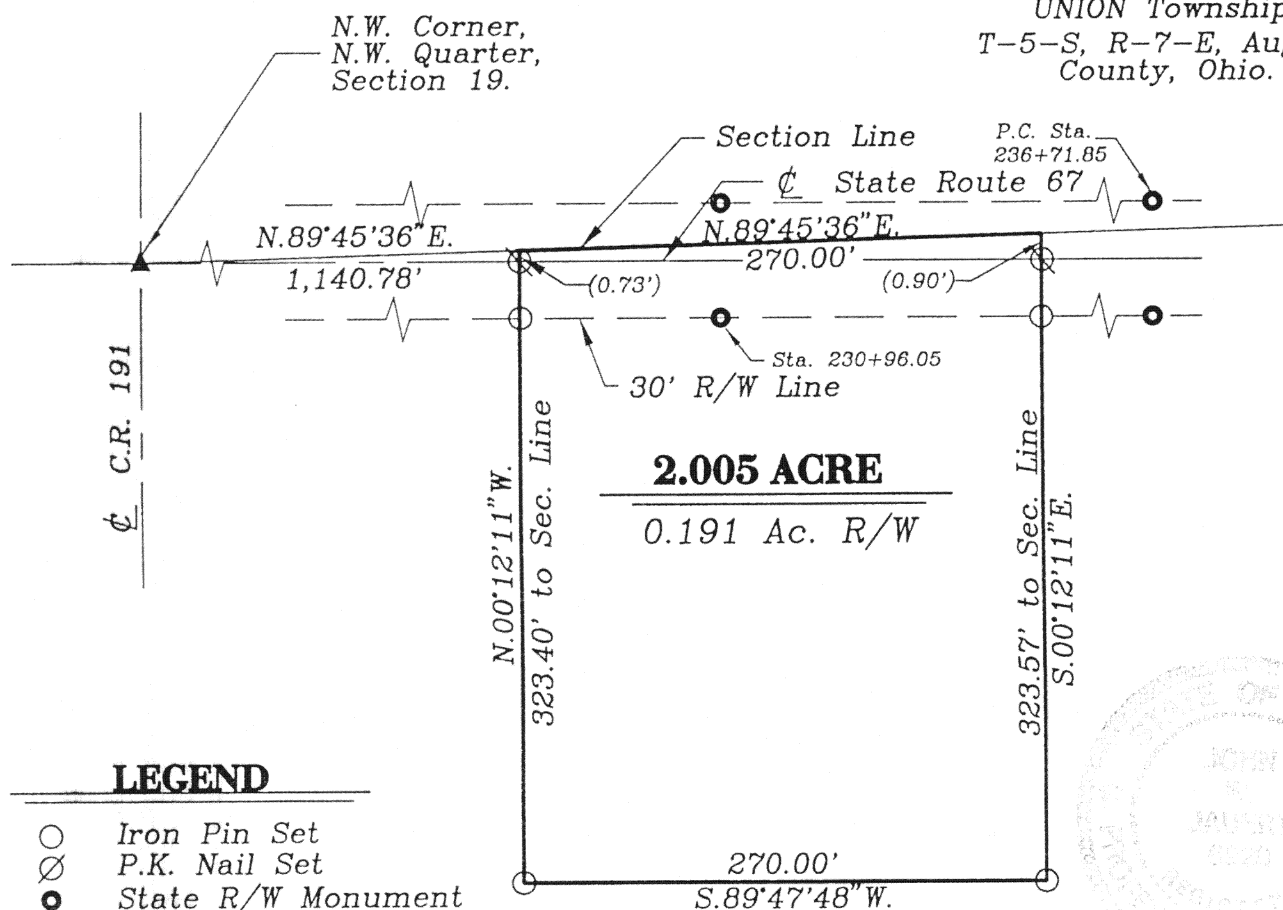 UNION Township
T-5-S, R-7-E, Aug
County, Ohio.
N.W. Corner,
N.W. Quarter,
Section 19.
Section Line
P.C. Sta.
236+71.85
℄ State Route 67
N.89°45'36"E.
1,140.78'
N.89°45'36"E.
270.00'
(0.73')
(0.90')
Sta. 230+96.05
30' R/W Line
℄ C.R. 191
N.00°12'11"W.
323.40' to Sec. Line
2.005 ACRE
0.191 Ac. R/W
323.57' to Sec. Line
S.00°12'11"E.
270.00'
S.89°47'48"W.
LEGEND
Iron Pin Set
P.K. Nail Set
State R/W Monument
STATE OF
JOHN